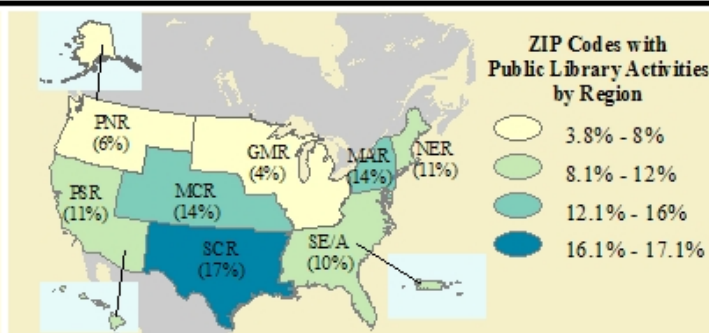 ZIP Codes with
Public Library Activities
by Region
3.8% - 8%
8.1% - 12%
12.1% - 16%
16.1% - 17.1%
PNR
(6%)
GMR
(4%)
MAR
(14%)
NER
(11%)
PSR
(11%)
MCR
(14%)
SCR
(17%)
SE/A
(10%)